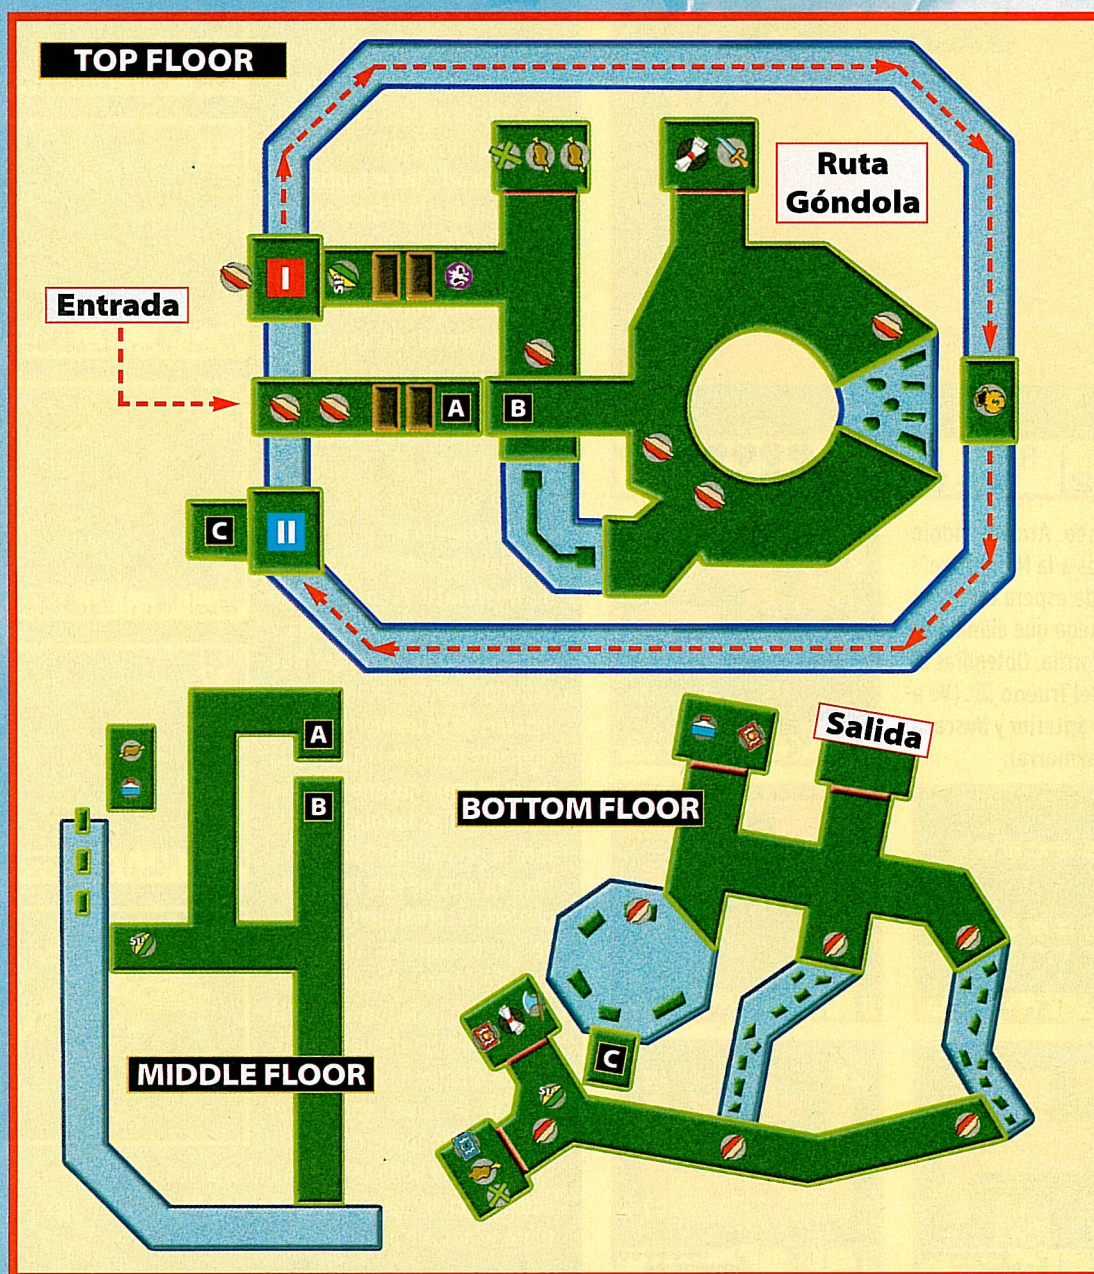 TOP FLOOR
Ruta
Góndola
I
Entrada
A
B
C
II
A
Salida
B
BOTTOM FLOOR
C
MIDDLE FLOOR